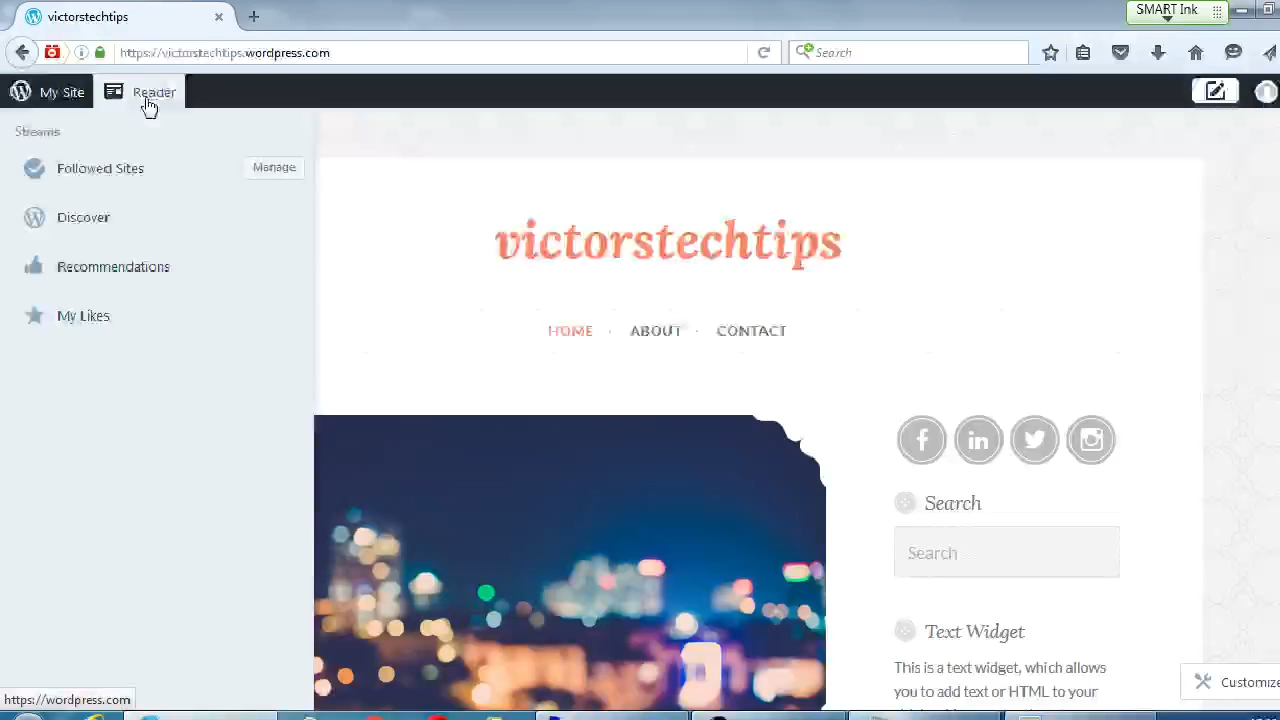 victorstechtips
SMART Ink
https://victorstechtips.wordpress.com
Search
My Site
Reader
Streams
Followed Sites
Manage
Discover
Recommendations
My Likes
victorstechtips
HOME · ABOUT · CONTACT
Search
Search
Text Widget
This is a text widget, which allows
you to add text or HTML to your
Customize
https://wordpress.com